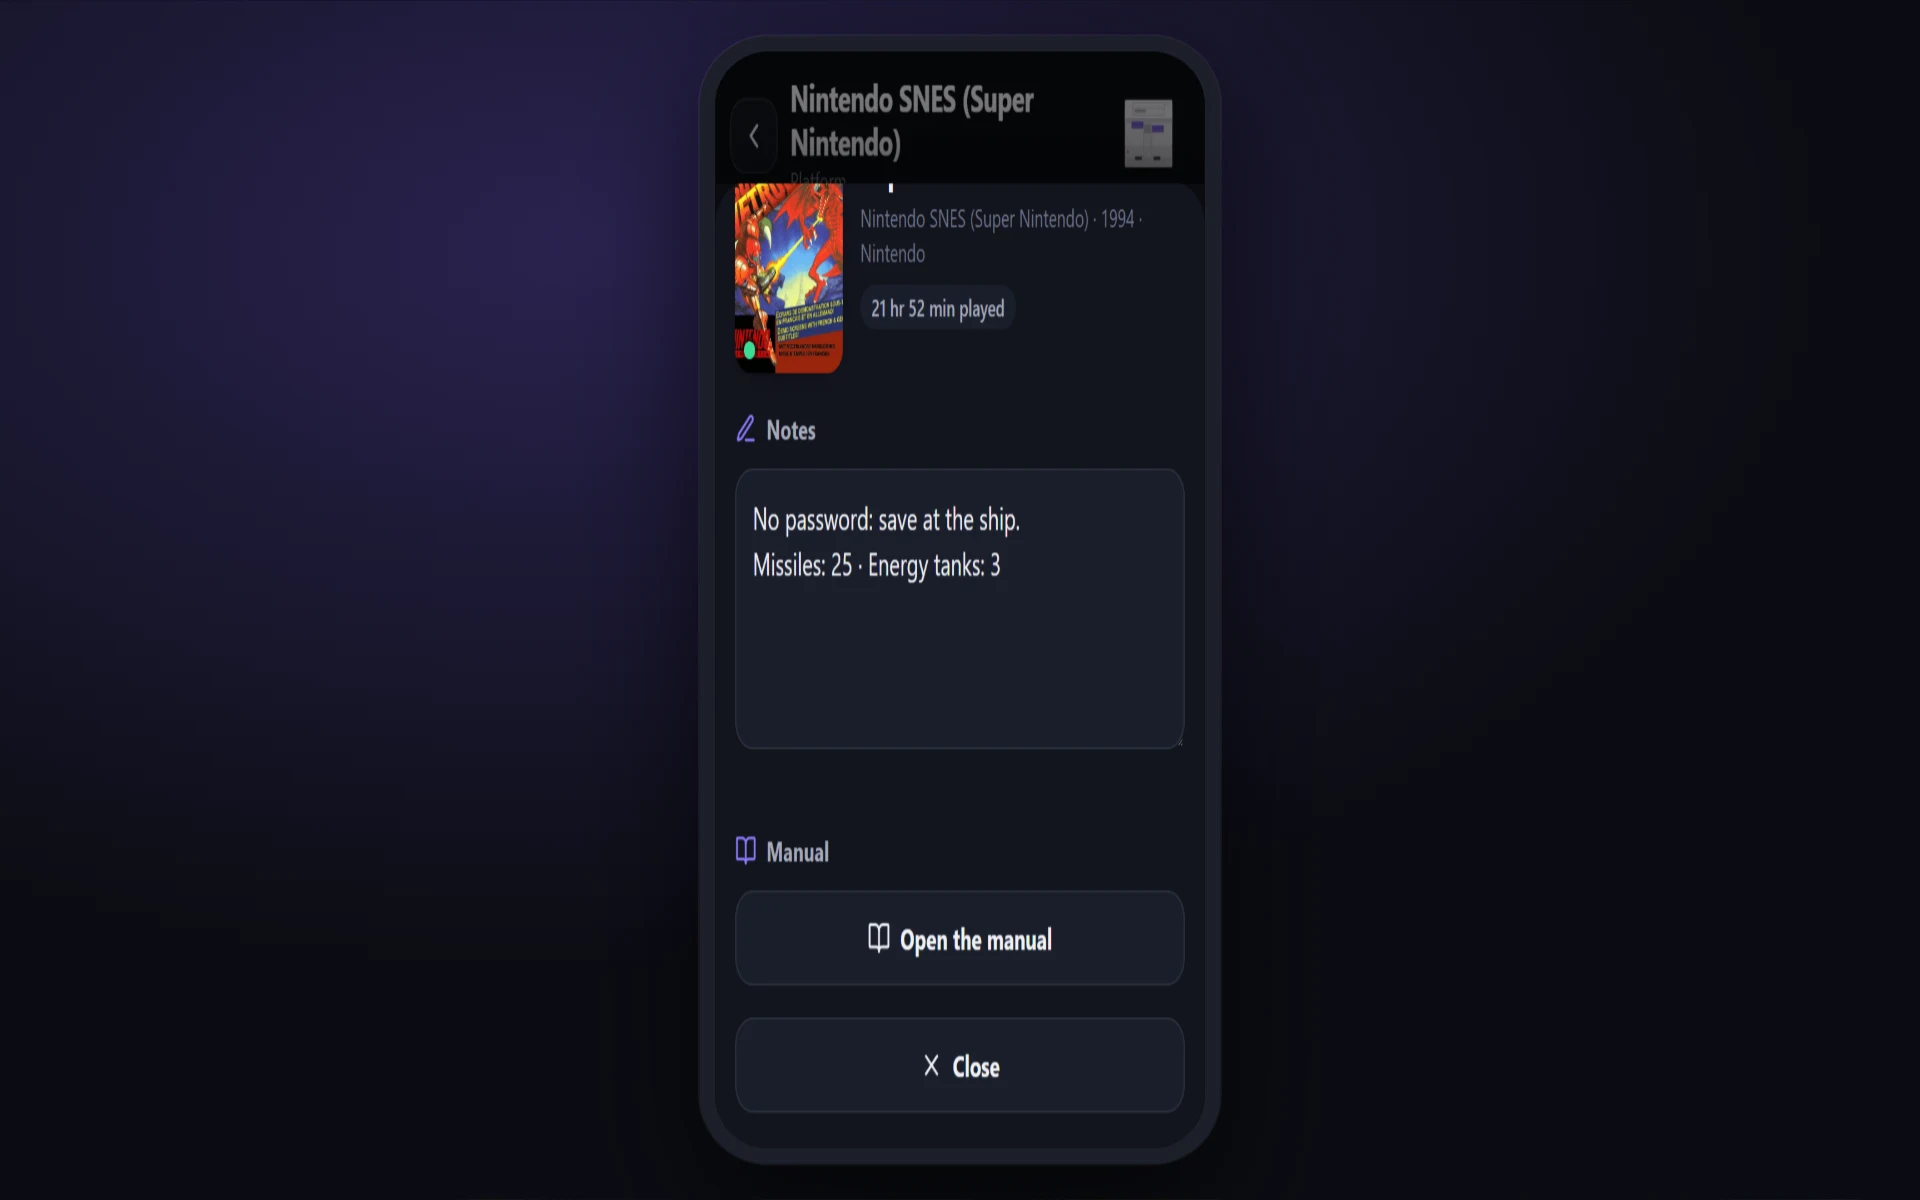 Nintendo SNES (Super
Nintendo)
Platform
Nintendo SNES (Super Nintendo) · 1994 ·
Nintendo
21 hr 52 min played
Notes
No password: save at the ship.
Missiles: 25 · Energy tanks: 3
Manual
Open the manual
Close